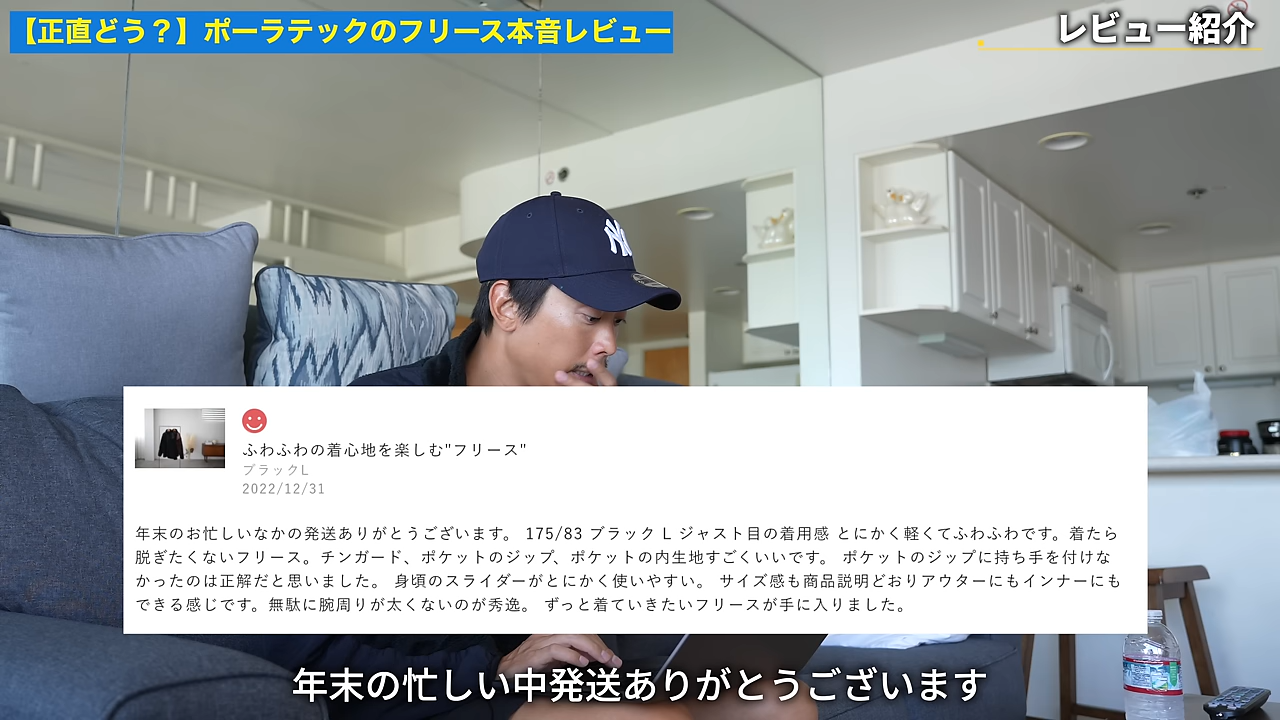 【正直どう？】ポーラテックのフリース本音レビュー
レビュー紹介
NY
ふわふわの着心地を楽しむ"フリース"
ブラックL
2022/12/31
年末のお忙しいなかの発送ありがとうございます。 175/83 ブラック L ジャスト目の着用感 とにかく軽くてふわふわです。着たら
脱ぎたくないフリース。チンガード、ポケットのジップ、ポケットの内生地すごくいいです。 ポケットのジップに持ち手を付けな
かったのは正解だと思いました。 身頃のスライダーがとにかく使いやすい。 サイズ感も商品説明どおりアウターにもインナーにも
できる感じです。無駄に腕周りが太くないのが秀逸。 ずっと着ていきたいフリースが手に入りました。
年末の忙しい中発送ありがとうございます